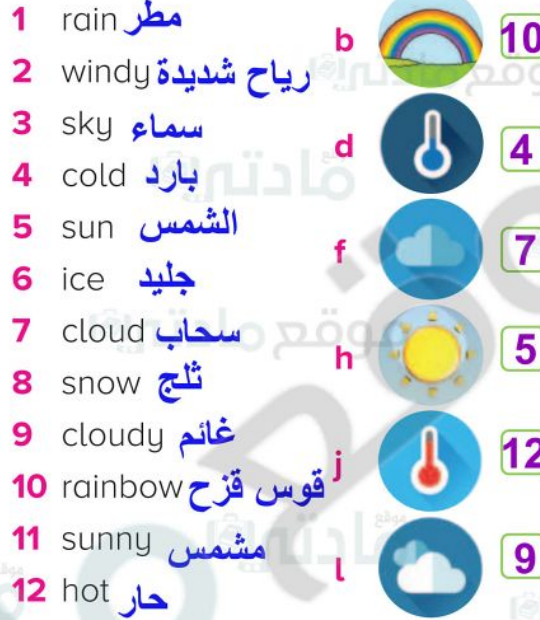 1 rain مطر
2 windy رياح شديدة
3 sky سماء
4 cold بارد
5 sun الشمس
6 ice جليد
7 cloud سحاب
8 snow ثلج
9 cloudy غائم
10 rainbow قوس قزح
11 sunny مشمس
12 hot حار
b 10
d 4
f 7
h 5
j 12
l 9
موقع مادتي